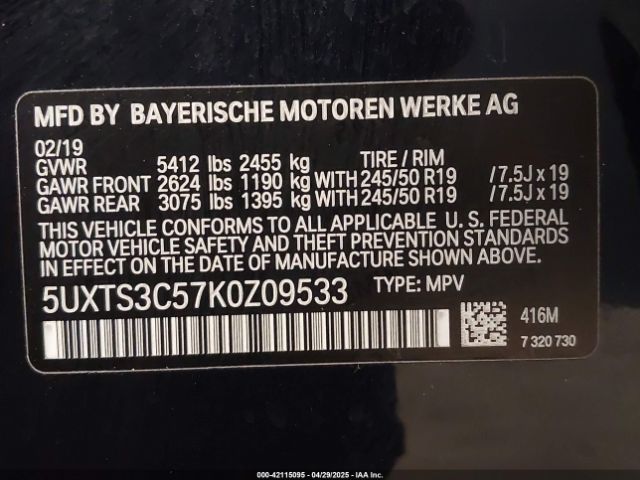 MFD BY BAYERISCHE MOTOREN WERKE AG
02/19
GVWR 5412 lbs 2455 kg TIRE / RIM
GAWR FRONT 2624 lbs 1190 kg WITH 245/50 R19 /7.5J x 19
GAWR REAR 3075 lbs 1395 kg WITH 245/50 R19 /7.5J x 19
THIS VEHICLE CONFORMS TO ALL APPLICABLE U. S. FEDERAL
MOTOR VEHICLE SAFETY AND THEFT PREVENTION STANDARDS
IN EFFECT ON THE DATE OF MANUFACTURE SHOWN ABOVE.
5UXTS3C57K0Z09533 TYPE: MPV
416M
7 320 730
000-42115095 - 04/29/2025 - IAA Inc.